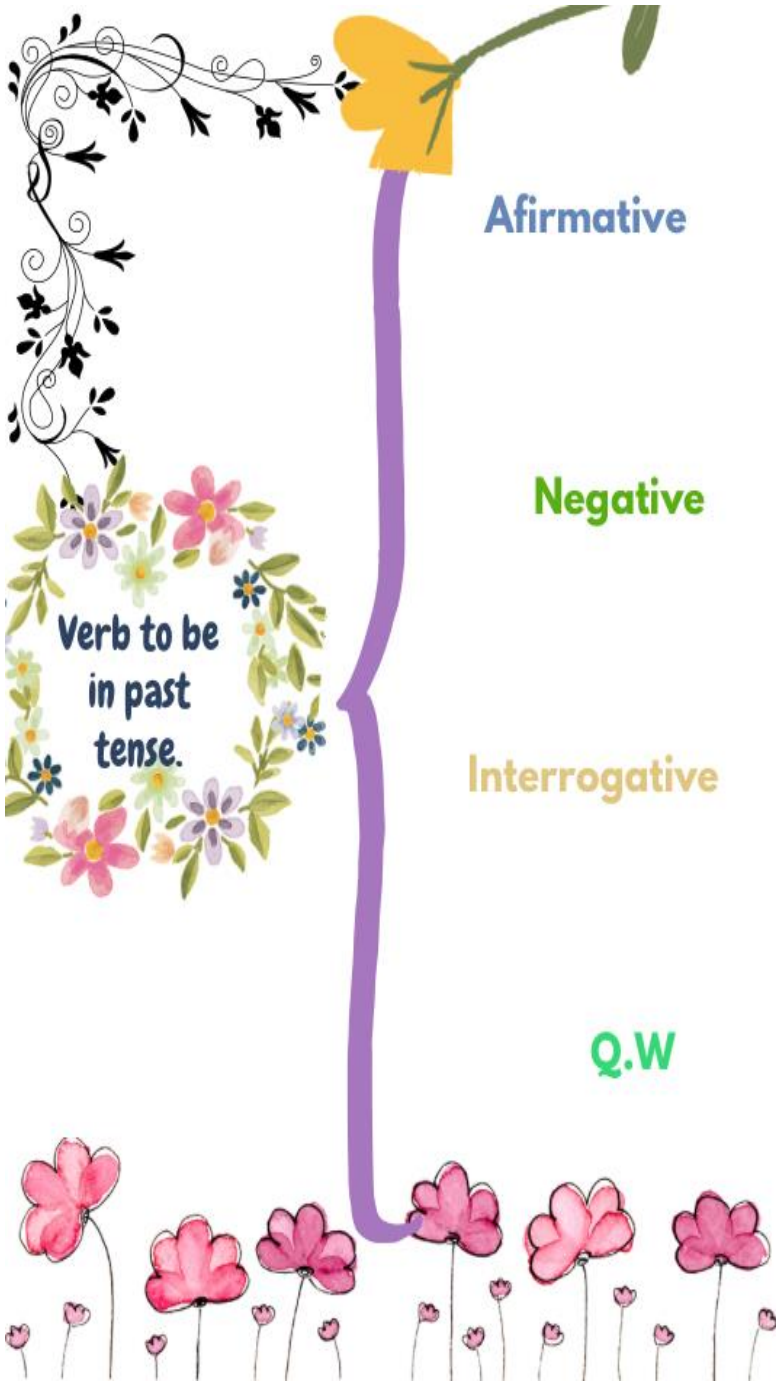 Afirmative
Negative
Verb to be
in past
tense.
Interrogative
Q.W